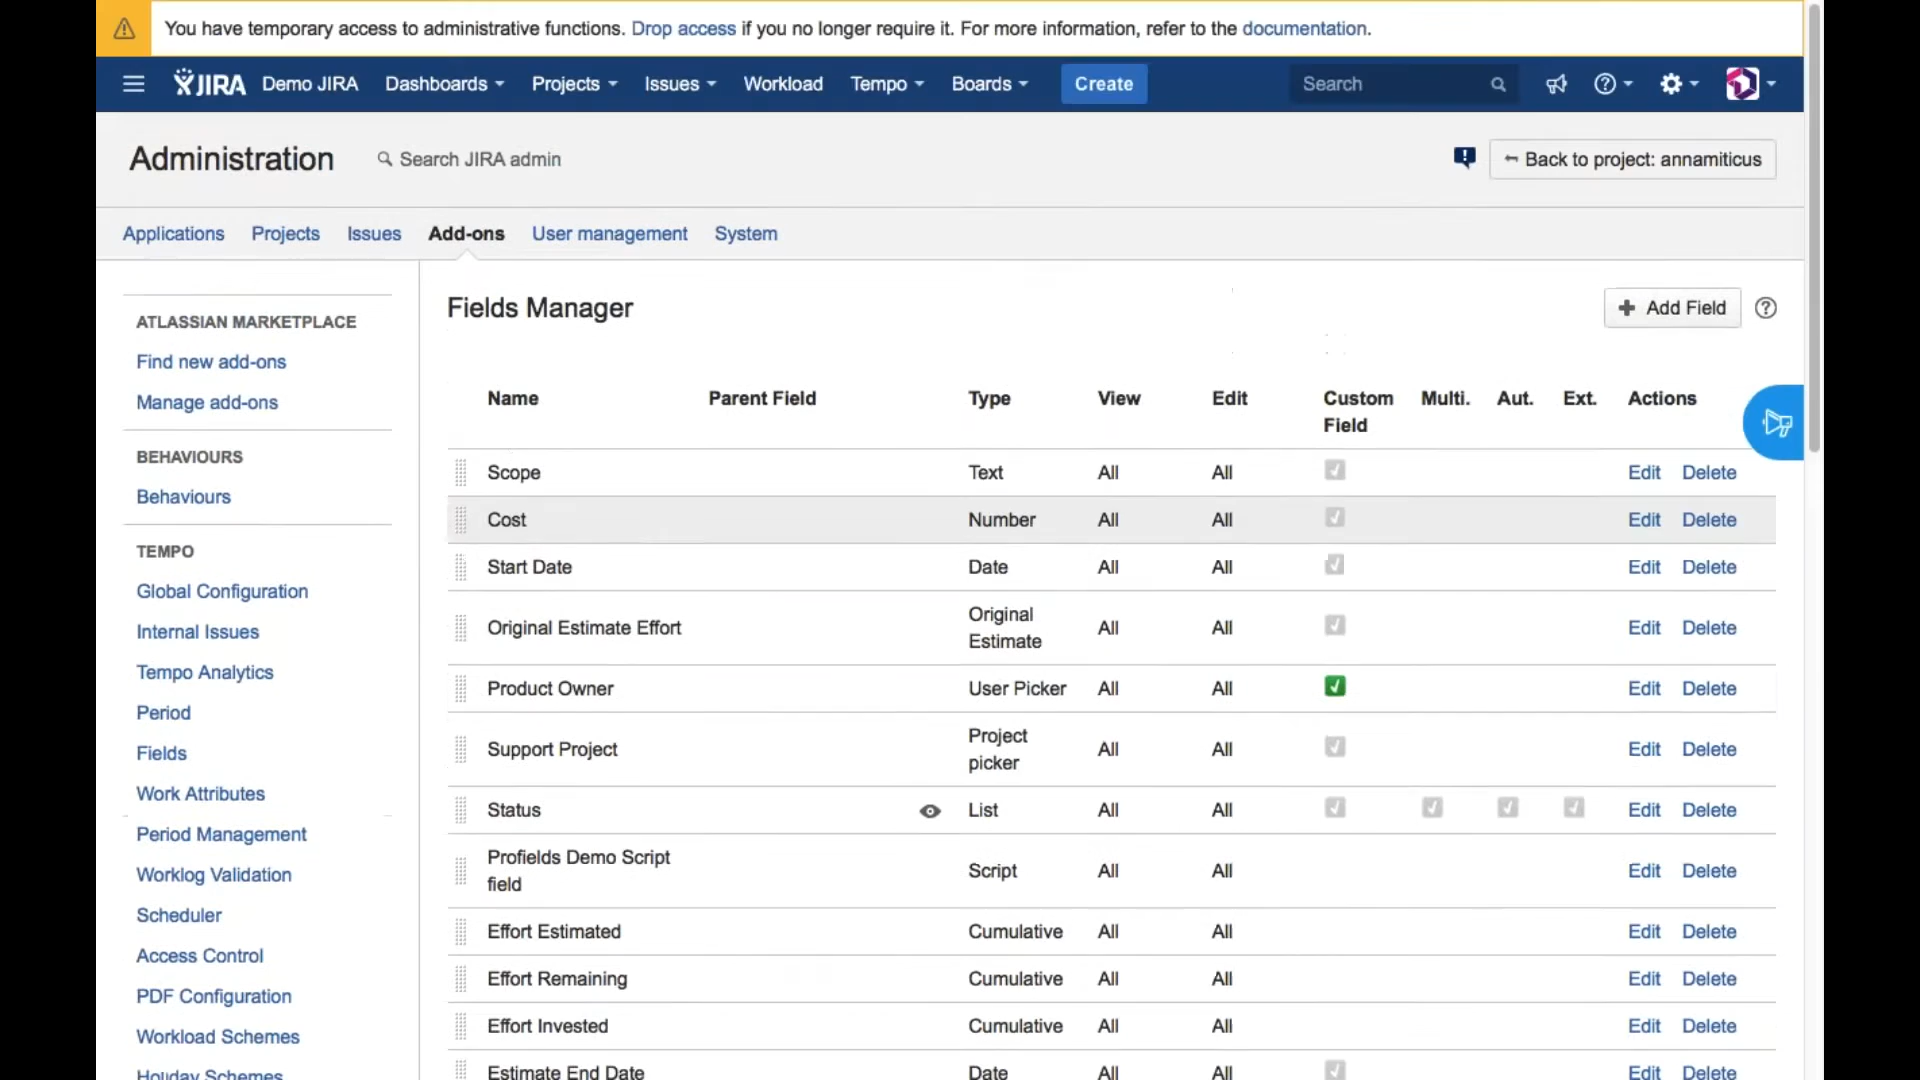 You have temporary access to administrative functions. Drop access if you no longer require it. For more information, refer to the documentation.
JIRA Demo JIRA Dashboards Projects Issues Workload Tempo Boards Create Search
Administration Search JIRA admin Back to project: annamiticus
Applications Projects Issues Add-ons User management System
ATLASSIAN MARKETPLACE
Find new add-ons
Manage add-ons
BEHAVIOURS
Behaviours
TEMPO
Global Configuration
Internal Issues
Tempo Analytics
Period
Fields
Work Attributes
Period Management
Worklog Validation
Scheduler
Access Control
PDF Configuration
Workload Schemes
Holiday Schemes
Fields Manager Add Field
Name Parent Field Type View Edit Custom Multi. Aut. Ext. Actions
Field
Scope Text All All Edit Delete
Cost Number All All Edit Delete
Start Date Date All All Edit Delete
Original Estimate Effort Original Estimate All All Edit Delete
Product Owner User Picker All All Edit Delete
Support Project Project picker All All Edit Delete
Status List All All Edit Delete
Profields Demo Script field Script All All Edit Delete
Effort Estimated Cumulative All All Edit Delete
Effort Remaining Cumulative All All Edit Delete
Effort Invested Cumulative All All Edit Delete
Estimate End Date Date All All Edit Delete